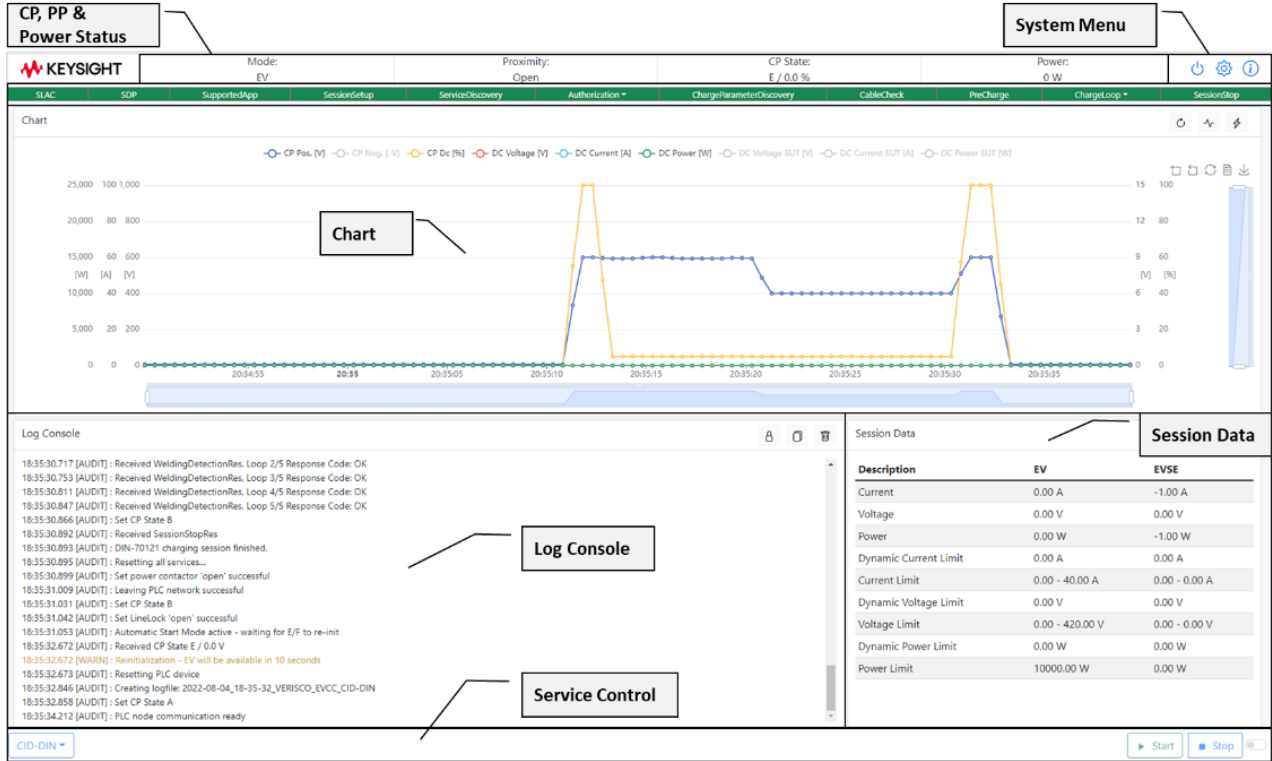 CP, PP &
Power Status
System Menu
KEYSIGHT
Mode:
EV
Proximity:
Open
CP State:
E / 0.0 %
Power:
0 W
SLAC SDP SupportedApp SessionSetup ServiceDiscovery Authorization ChargeParameterDiscovery CableCheck PreCharge ChargeLoop SessionStop
Chart
CP Pos. [V] CP Neg. [-V] CP Dc [%] DC Voltage [V] DC Current [A] DC Power [W] DC Voltage SUT [V] DC Current SUT [A] DC Power SUT [W]
25,000 100 1,000 15 100
20,000 80 800 12 80
Chart
15,000 60 600 9 60
[W] [A] [V] [V] [%]
10,000 40 400 6 40
5,000 20 200 3 20
0 0 0 0 0
20:34:55 20:35 20:35:05 20:35:10 20:35:15 20:35:20 20:35:25 20:35:30 20:35:35
Log Console
18:35:30.717 [AUDIT] : Received WeldingDetectionRes, Loop 2/5 Response Code: OK
18:35:30.753 [AUDIT] : Received WeldingDetectionRes, Loop 3/5 Response Code: OK
18:35:30.811 [AUDIT] : Received WeldingDetectionRes, Loop 4/5 Response Code: OK
18:35:30.847 [AUDIT] : Received WeldingDetectionRes, Loop 5/5 Response Code: OK
18:35:30.866 [AUDIT] : Set CP State B
18:35:30.892 [AUDIT] : Received SessionStopRes
18:35:30.893 [AUDIT] : DIN-70121 charging session finished.
18:35:30.895 [AUDIT] : Resetting all services...
18:35:30.899 [AUDIT] : Set power contactor 'open' successful
18:35:31.009 [AUDIT] : Leaving PLC network successful
18:35:31.031 [AUDIT] : Set CP State B
18:35:31.042 [AUDIT] : Set LineLock 'open' successful
18:35:31.053 [AUDIT] : Automatic Start Mode active - waiting for E/F to re-init
18:35:32.672 [AUDIT] : Received CP State E / 0.0 V
18:35:32.672 [WARN] : Reinitialization - EV will be available in 10 seconds
18:35:32.673 [AUDIT] : Resetting PLC device
18:35:32.846 [AUDIT] : Creating logfile: 2022-08-04_18-35-32_VERISCO_EVCC_CID-DIN
18:35:32.858 [AUDIT] : Set CP State A
18:35:34.212 [AUDIT] : PLC node communication ready
Log Console
Service Control
Session Data
Session Data
Description EV EVSE
Current 0.00 A -1.00 A
Voltage 0.00 V 0.00 V
Power 0.00 W -1.00 W
Dynamic Current Limit 0.00 A 0.00 A
Current Limit 0.00 - 40.00 A 0.00 - 0.00 A
Dynamic Voltage Limit 0.00 V 0.00 V
Voltage Limit 0.00 - 420.00 V 0.00 - 0.00 V
Dynamic Power Limit 0.00 W 0.00 W
Power Limit 10000.00 W 0.00 W
CID-DIN Start Stop